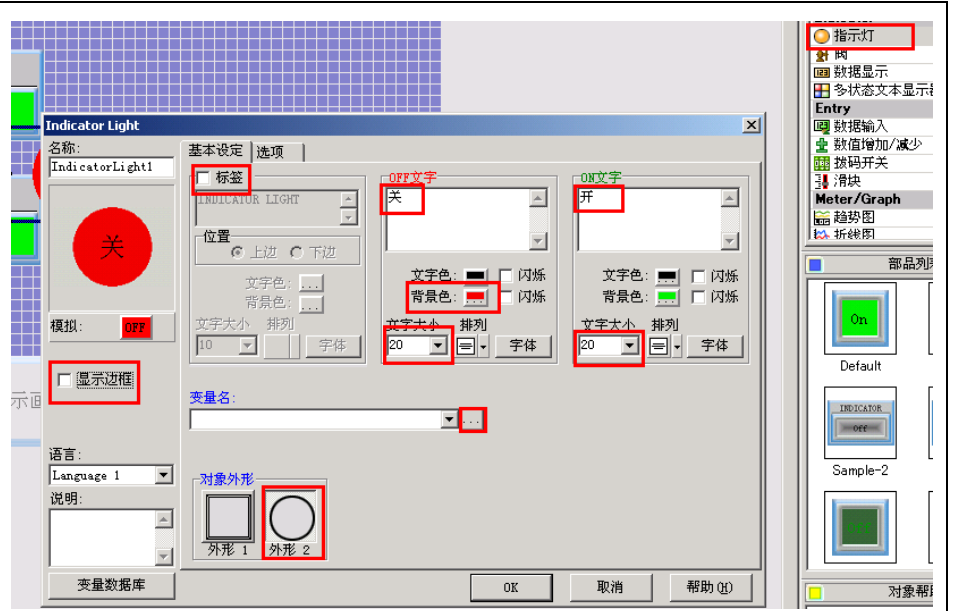 指示灯
阀
数据显示
多状态文本显示器
Entry
数据输入
数值增加/减少
数码开关
滑块
Meter/Graph
趋势图
折线图
部品列
On
Default
INDICATOR
OFF
Sample-2
OFF
对象帮
Indicator Light
名称:
IndicatorLight1
关
模拟:
OFF
显示边框
语言:
Language 1
说明:
变量数据库
基本设定
选项
标签
INDICATOR LIGHT
位置
上边
下边
文字色:
...
背景色:
...
文字大小
排列
10
字体
OFF文字
关
文字色:
...
闪烁
背景色:
...
闪烁
文字大小
排列
20
字体
ON文字
开
文字色:
...
闪烁
背景色:
...
闪烁
文字大小
排列
20
字体
变量名:
...
对象外形
外形 1
外形 2
OK
取消
帮助(H)
示画